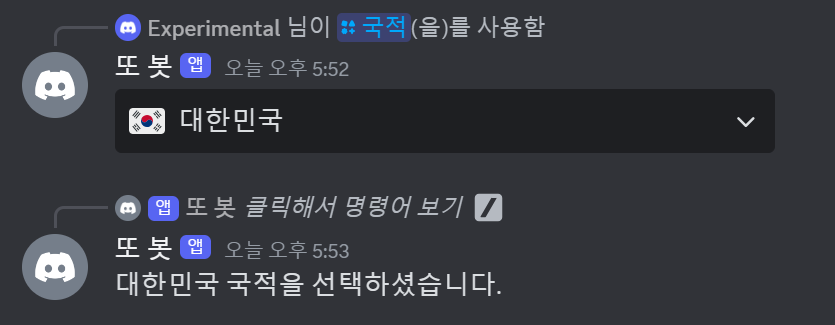 Experimental 님이 국적(을)를 사용함
또 봇 앱 오늘 오후 5:52
대한민국
앱 또 봇 클릭해서 명령어 보기
또 봇 앱 오늘 오후 5:53
대한민국 국적을 선택하셨습니다.